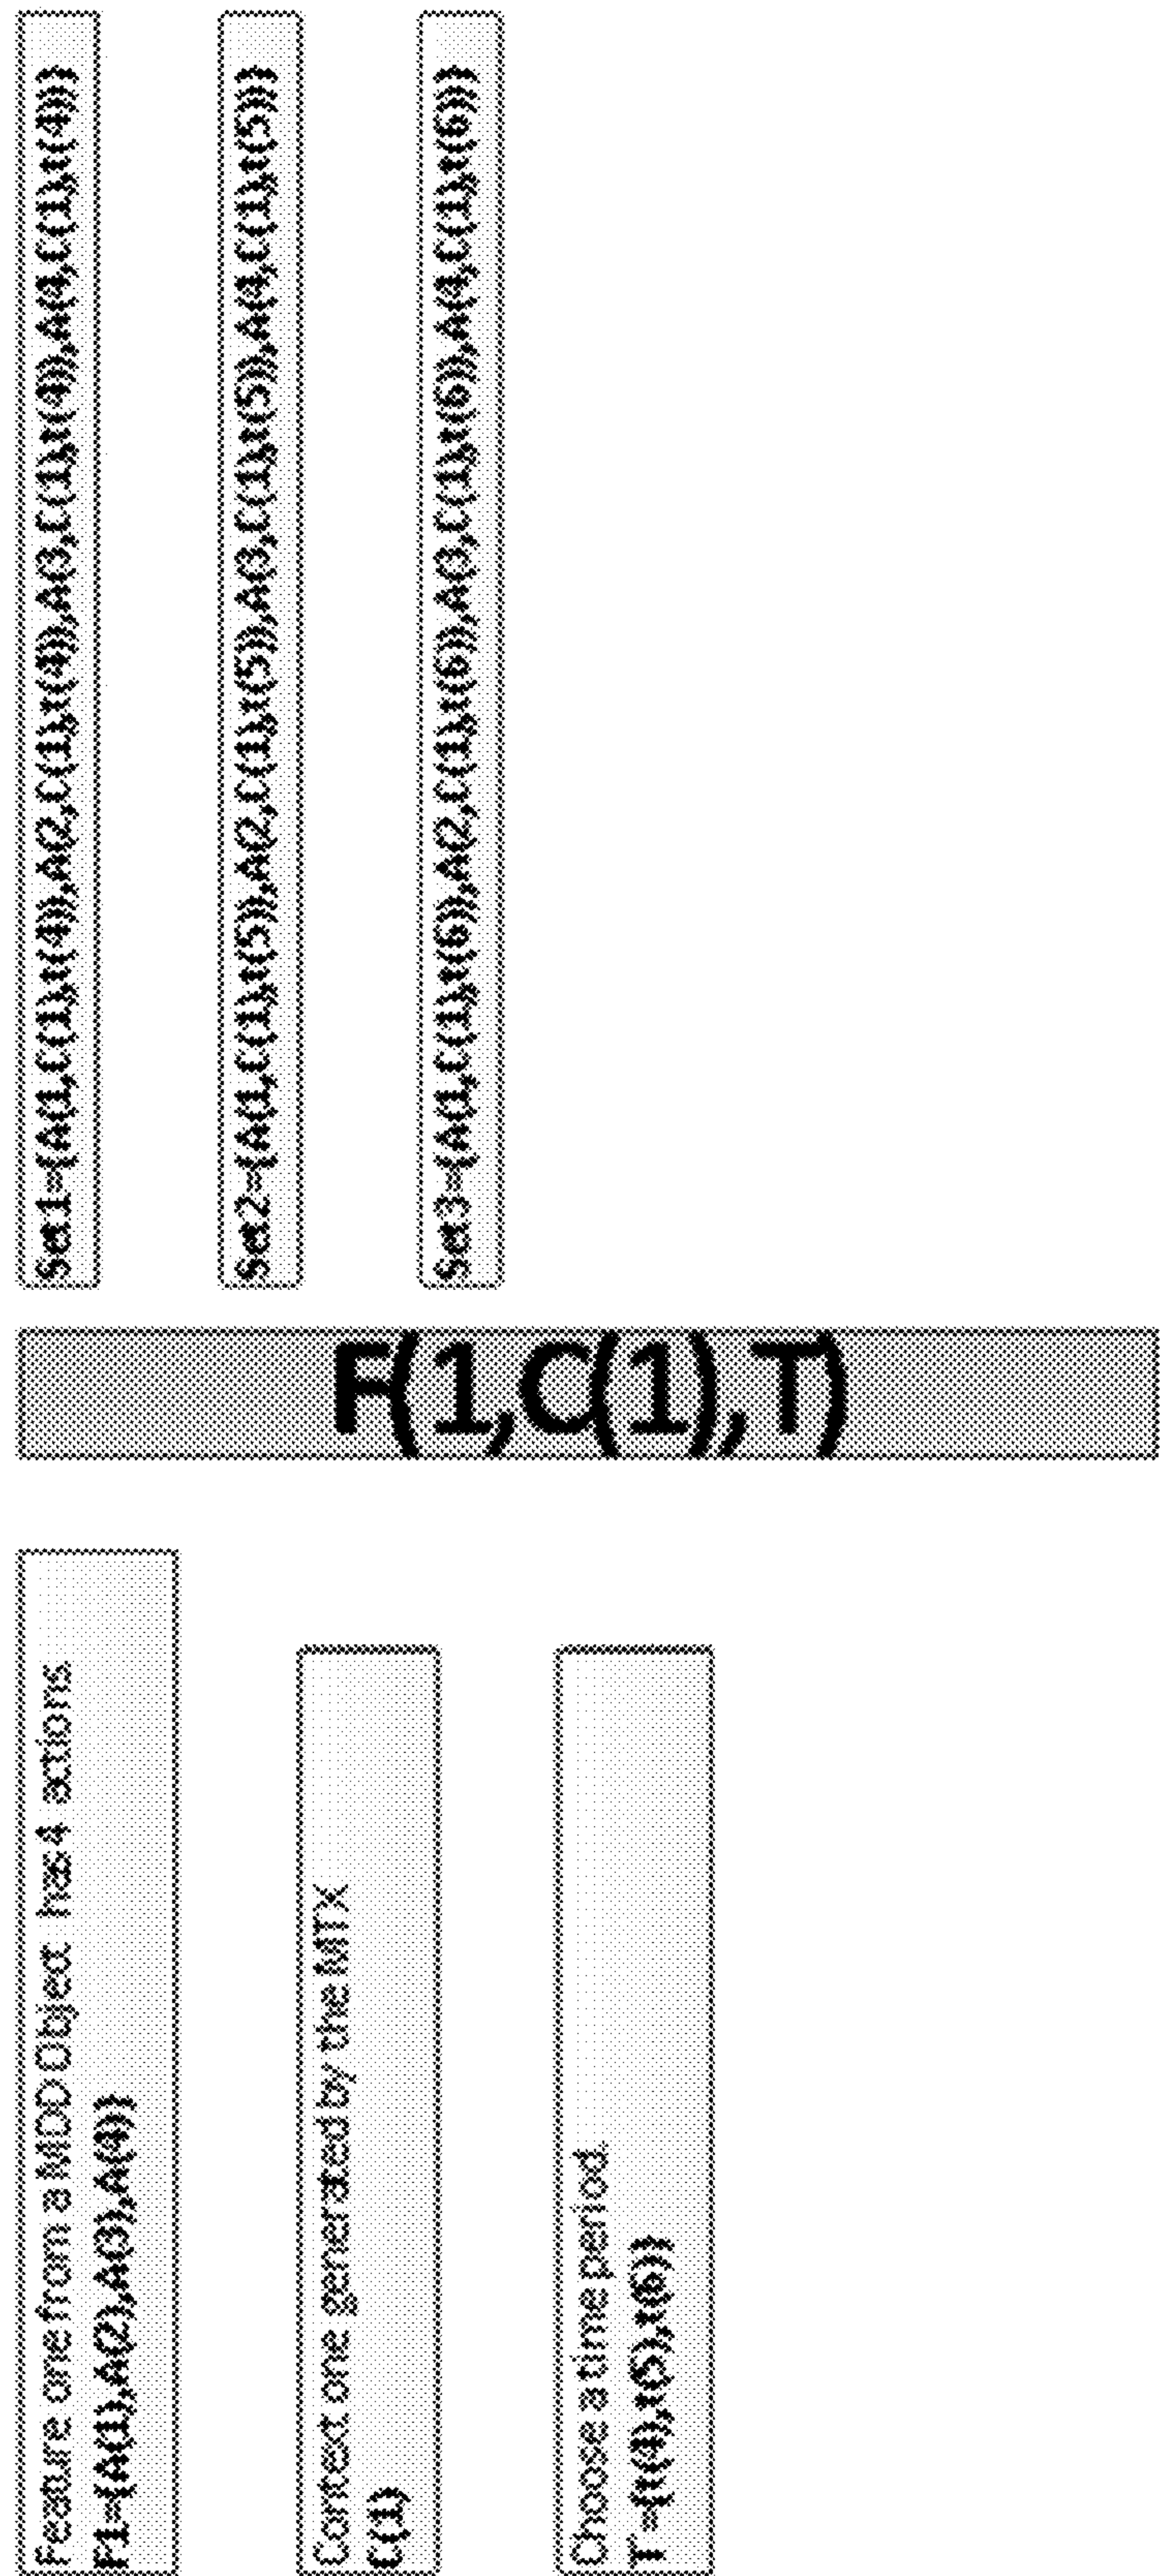 Feature one from a MDD Object has 4 actions
F1={A(1),A(2),A(3),A(4)}
Context one generated by the MTX
C(1)
Choose a time period.
T={t(4),t(5),t(6)}
F(1,C(1),T)
Set1={A(1,C(1),t(4)),A(2,C(1),t(4)),A(3,C(1),t(4)),A(4,C(1),t(4))}
Set2={A(1,C(1),t(5)),A(2,C(1),t(5)),A(3,C(1),t(5)),A(4,C(1),t(5))}
Set3={A(1,C(1),t(6)),A(2,C(1),t(6)),A(3,C(1),t(6)),A(4,C(1),t(6))}